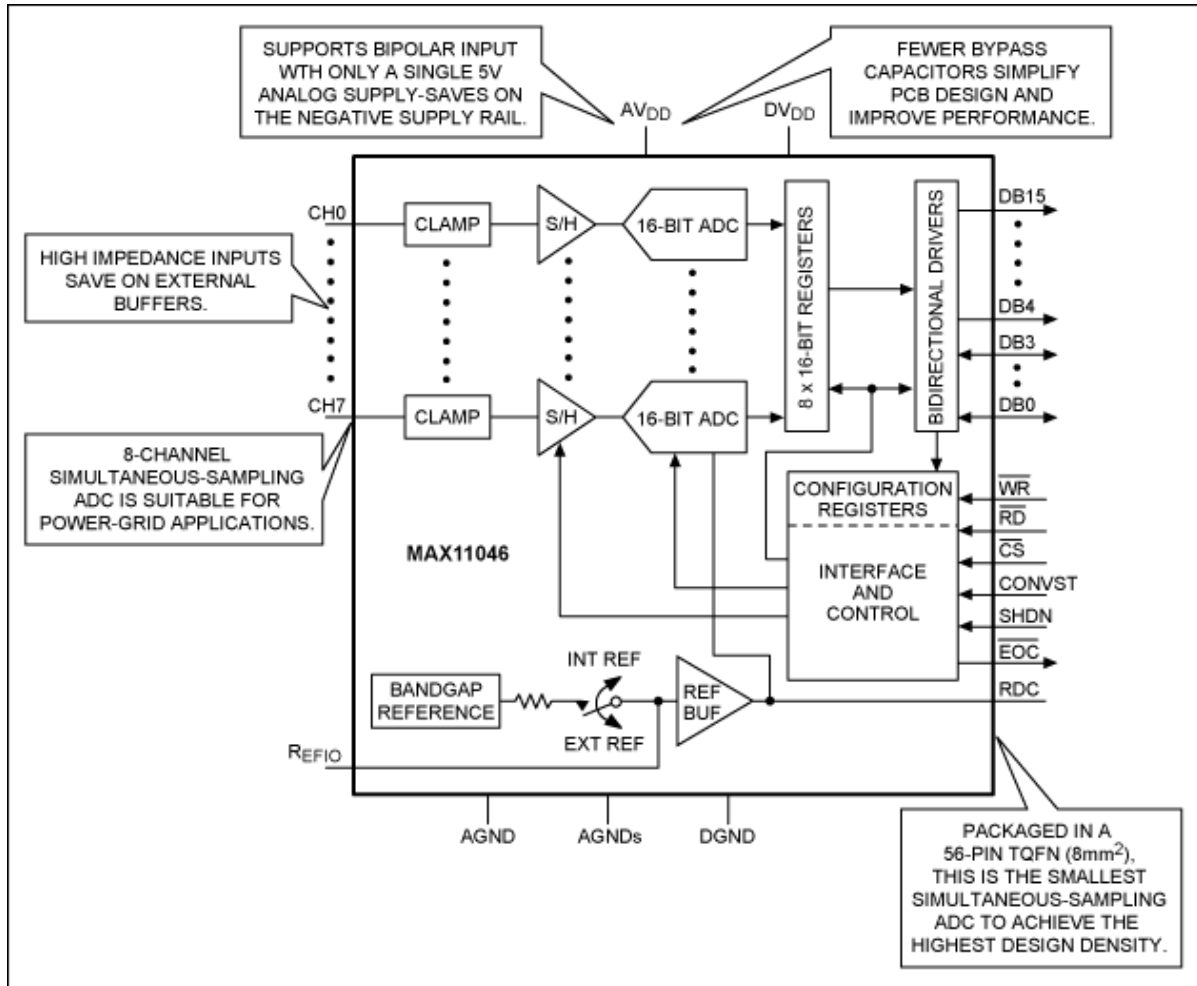 SUPPORTS BIPOLAR INPUT
WTH ONLY A SINGLE 5V
ANALOG SUPPLY-SAVES ON
THE NEGATIVE SUPPLY RAIL.
FEWER BYPASS
CAPACITORS SIMPLIFY
PCB DESIGN AND
IMPROVE PERFORMANCE.
AVDD
DVDD
CH0
CLAMP
S/H
16-BIT ADC
8 x 16-BIT REGISTERS
BIDIRECTIONAL DRIVERS
DB15
HIGH IMPEDANCE INPUTS
SAVE ON EXTERNAL
BUFFERS.
DB4
DB3
DB0
CH7
CLAMP
S/H
16-BIT ADC
8-CHANNEL
SIMULTANEOUS-SAMPLING
ADC IS SUITABLE FOR
POWER-GRID APPLICATIONS.
CONFIGURATION
REGISTERS
INTERFACE
AND
CONTROL
WR
RD
CS
CONVST
SHDN
EOC
RDC
MAX11046
BANDGAP
REFERENCE
INT REF
EXT REF
REF
BUF
REFIO
AGND
AGNDs
DGND
PACKAGED IN A
56-PIN TQFN (8mm²),
THIS IS THE SMALLEST
SIMULTANEOUS-SAMPLING
ADC TO ACHIEVE THE
HIGHEST DESIGN DENSITY.